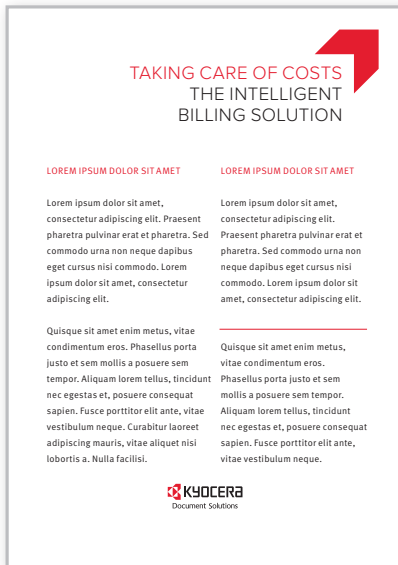 TAKING CARE OF COSTS
THE INTELLIGENT
BILLING SOLUTION
LOREM IPSUM DOLOR SIT AMET
Lorem ipsum dolor sit amet,
consectetur adipiscing elit. Praesent
pharetra pulvinar erat et pharetra. Sed
commodo urna non neque dapibus
eget cursus nisi commodo. Lorem
ipsum dolor sit amet, consectetur
adipiscing elit.
Quisque sit amet enim metus, vitae
condimentum eros. Phasellus porta
justo et sem mollis a posuere sem
tempor. Aliquam lorem tellus, tincidunt
nec egestas et, posuere consequat
sapien. Fusce porttitor elit ante, vitae
vestibulum neque. Curabitur laoreet
adipiscing mauris, vitae aliquet nisi
lobortis a. Nulla facilisi.
LOREM IPSUM DOLOR SIT AMET
Lorem ipsum dolor sit amet,
consectetur adipiscing elit.
Praesent pharetra pulvinar erat et
pharetra. Sed commodo urna non
neque dapibus eget cursus nisi
commodo. Lorem ipsum dolor sit
amet, consectetur adipiscing elit.
Quisque sit amet enim metus,
vitae condimentum eros.
Phasellus porta justo et sem
mollis a posuere sem tempor.
Aliquam lorem tellus, tincidunt
nec egestas et, posuere consequat
sapien. Fusce porttitor elit ante,
vitae vestibulum neque.
KYOCERA
Document Solutions